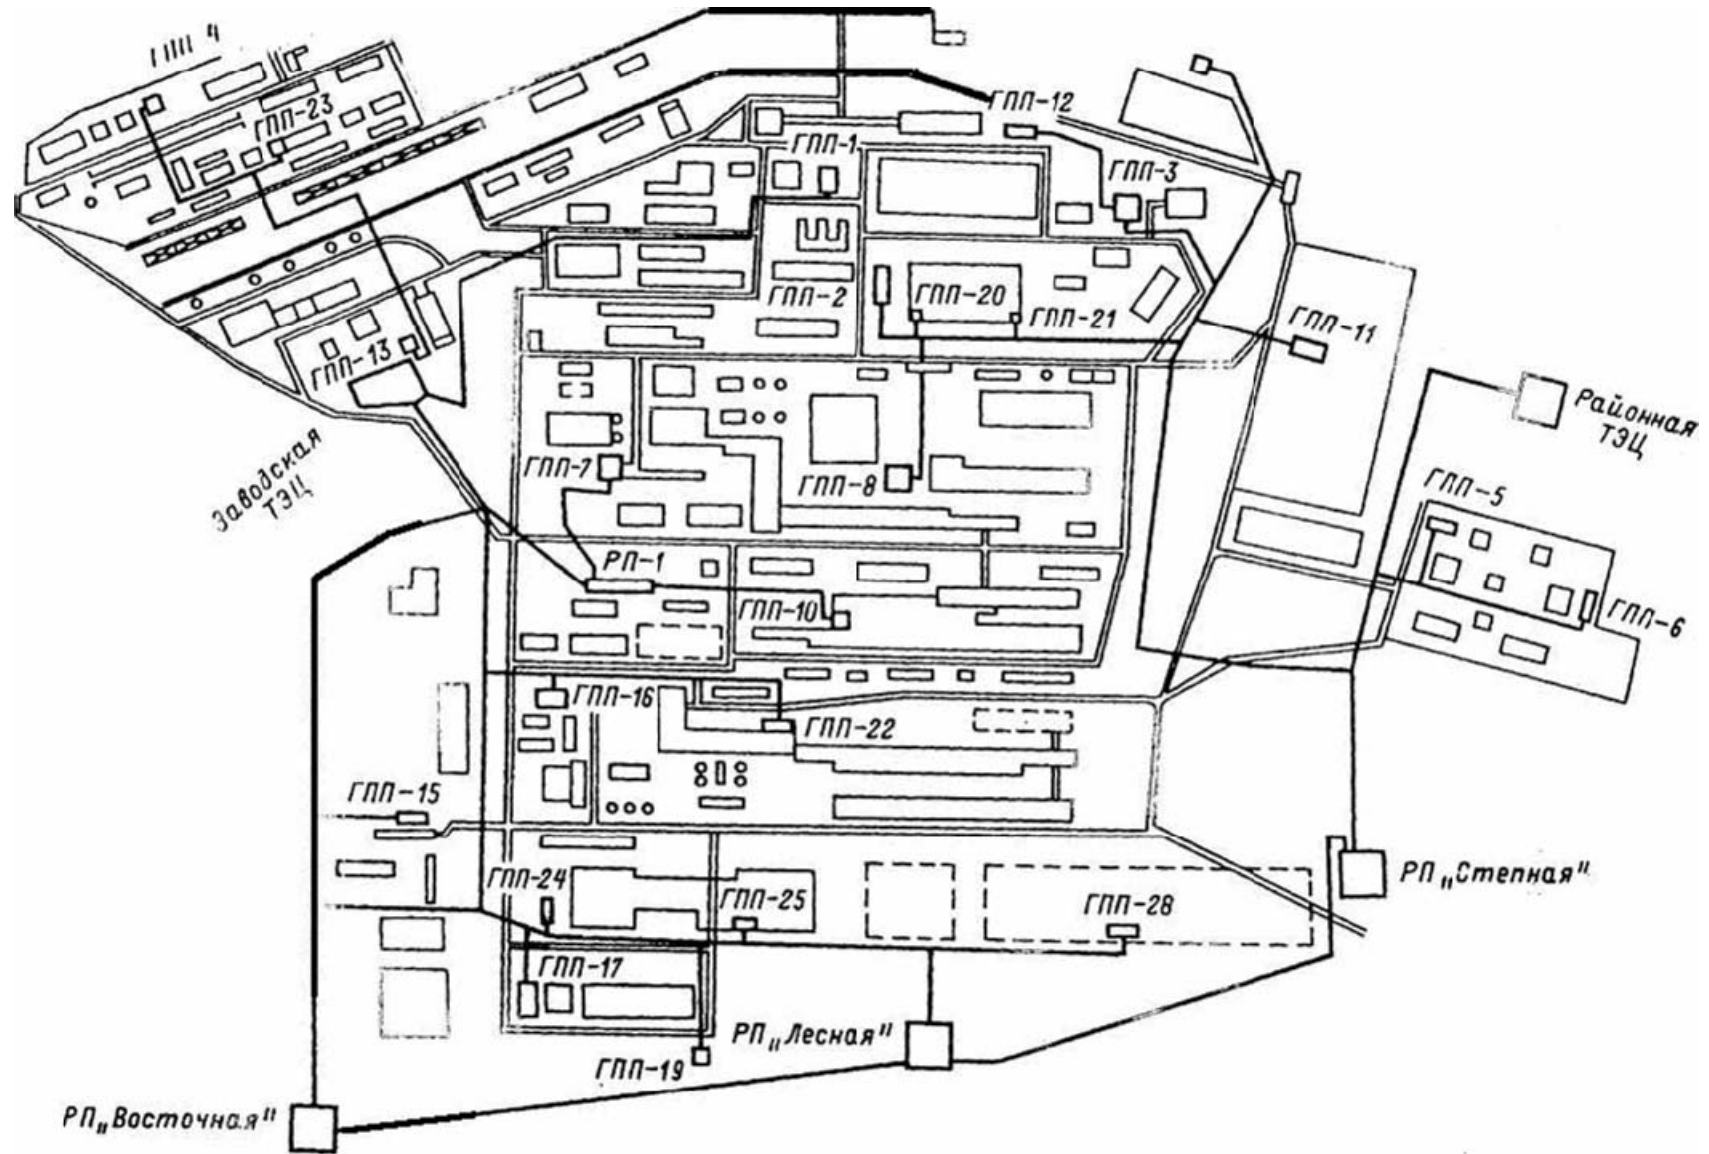 ГПП 4
ГПП-23
ГПП-12
ГПП-1
ГПП-3
ГПП-2
ГПП-20
ГПП-21
ГПП-11
ГПП-13
Районная
ТЭЦ
Заводская
ТЭЦ
ГПП-7
ГПП-8
ГПП-5
РП-1
ГПП-10
ГПП-6
ГПП-16
ГПП-22
ГПП-15
РП „Степная"
ГПП-24
ГПП-25
ГПП-28
ГПП-17
РП „Лесная"
ГПП-19
РП „Восточная"